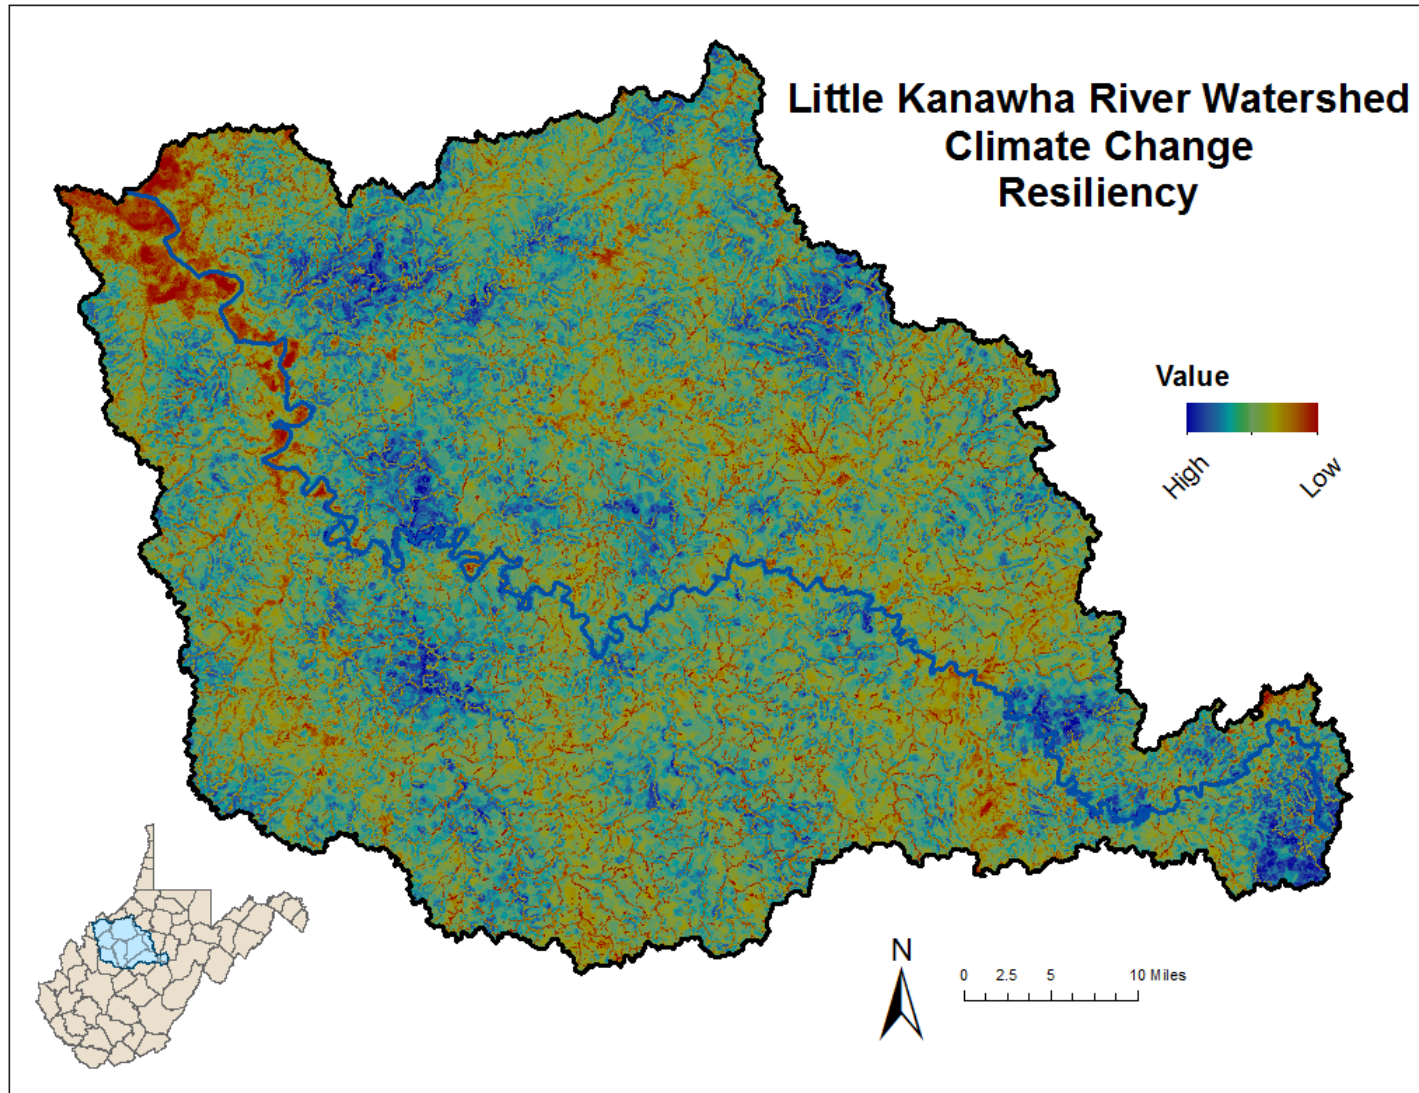 Little Kanawha River Watershed
Climate Change
Resiliency
Value
High
Low
N
0 2.5 5 10 Miles